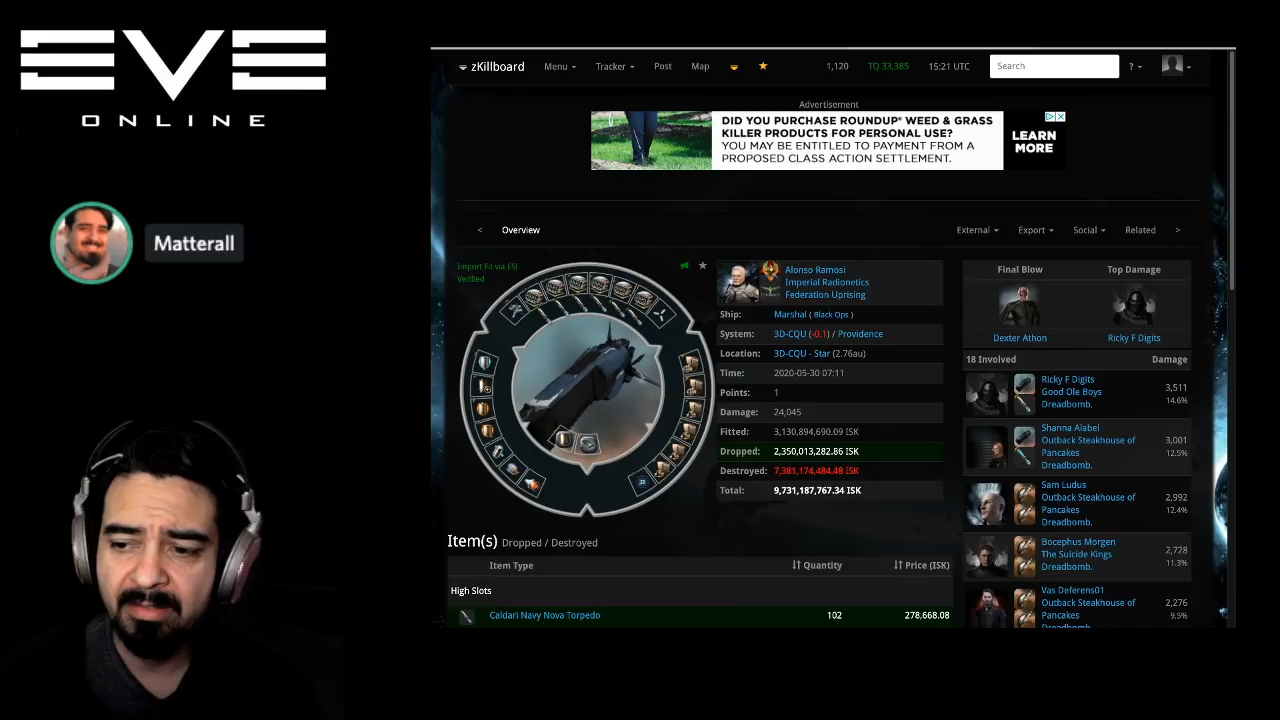 EVE
ONLINE
Matterall
zKillboard Menu Tracker Post Map 1,120 TQ 33,385 15:21 UTC Search ?
Advertisement
DID YOU PURCHASE ROUNDUP® WEED & GRASS
KILLER PRODUCTS FOR PERSONAL USE?
YOU MAY BE ENTITLED TO PAYMENT FROM A
PROPOSED CLASS ACTION SETTLEMENT.
LEARN
MORE
< Overview External Export Social Related >
Import Fit via ESI
Verified
Alonso Ramosi
Imperial Radionetics
Federation Uprising
Ship: Marshal ( Black Ops )
System: 3D-CQU (-0.1) / Providence
Location: 3D-CQU - Star (2.76au)
Time: 2020-05-30 07:11
Points: 1
Damage: 24,045
Fitted: 3,130,894,690.09 ISK
Dropped: 2,350,013,282.86 ISK
Destroyed: 7,381,174,484.48 ISK
Total: 9,731,187,767.34 ISK
Final Blow Top Damage
Dexter Athon Ricky F Digits
18 Involved Damage
Ricky F Digits
Good Ole Boys
Dreadbomb.
3,511
14.6%
Shanna Alabel
Outback Steakhouse of
Pancakes
Dreadbomb.
3,001
12.5%
Sam Ludus
Outback Steakhouse of
Pancakes
Dreadbomb.
2,992
12.4%
Bocephus Morgen
The Suicide Kings
Dreadbomb.
2,728
11.3%
Vas Deferens01
Outback Steakhouse of
Pancakes
Dreadbomb.
2,276
9.5%
Item(s) Dropped / Destroyed
Item Type Quantity Price (ISK)
High Slots
Caldari Navy Nova Torpedo 102 278,668.08